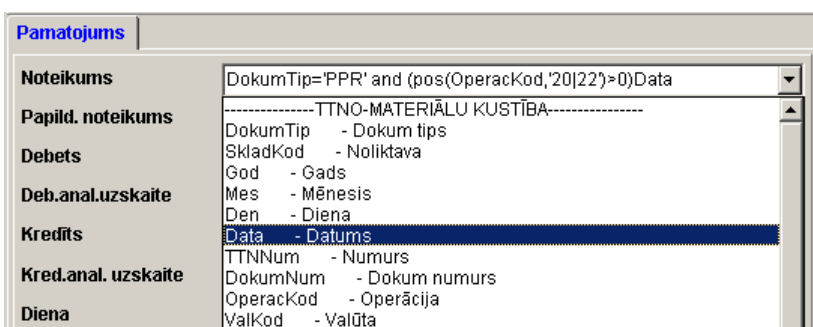 Pamatojums
Noteikums
DokumTip='PPR' and (pos(OperacKod,'20|22')>0)Data
Papild. noteikums
---------------TTNO-MATERIĀLU KUSTĪBA----------------
DokumTip - Dokum tips
Debets
SkladKod - Noliktava
God - Gads
Deb.anal.uzskaite
Mes - Mēnesis
Den - Diena
Kredīts
Data - Datums
TTNNum - Numurs
Kred.anal. uzskaite
DokumNum - Dokum numurs
OperacKod - Operācija
Diena
ValKod - Valūta